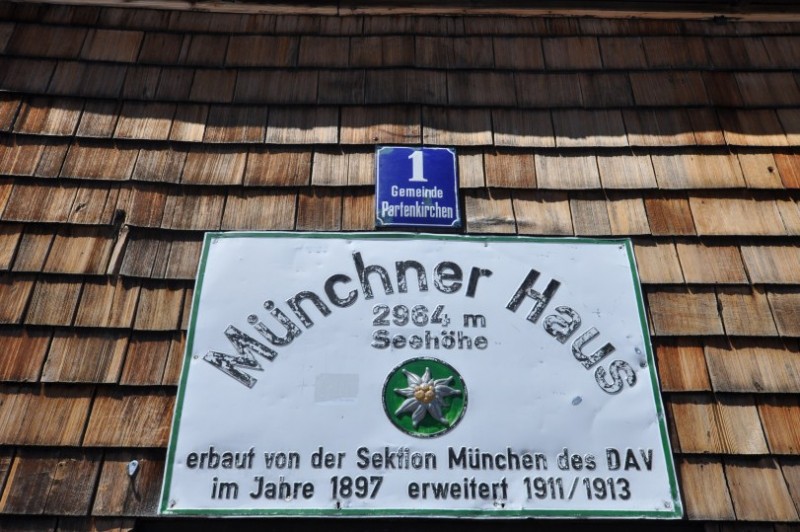 1
Gemeinde
Partenkirchen
Münchner Haus
2964 m
Seehöhe
erbaut von der Sektion München des DAV
im Jahre 1897 erweitert 1911/1913